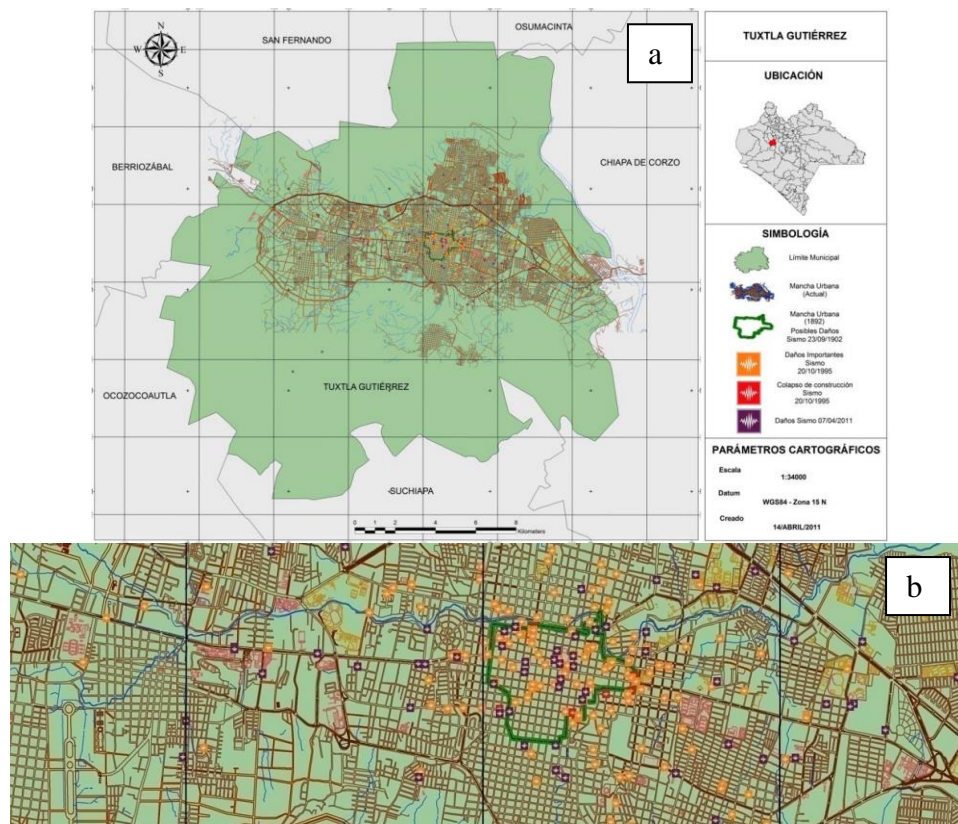 OSUMACINTA
SAN FERNANDO
N
W
E
S
a
BERRIOZÁBAL
CHIAPA DE CORZO
OCOZOCOAUTLA
TUXTLA GUTIÉRREZ
SUCHIAPA
0 1 2 4 6 8
Kilometers
TUXTLA GUTIÉRREZ
UBICACIÓN
SIMBOLOGÍA
Límite Municipal
Mancha Urbana
(Actual)
Mancha Urbana
(1892)
Posibles Daños
Sismo 23/09/1902
Daños Importantes
Sismo
20/10/1995
Colapso de construcción
Sismo
20/10/1995
Daños Sismo 07/04/2011
PARÁMETROS CARTOGRÁFICOS
Escala
1:34000
Datum
WGS84 - Zona 15 N
Creado
14/ABRIL/2011
b